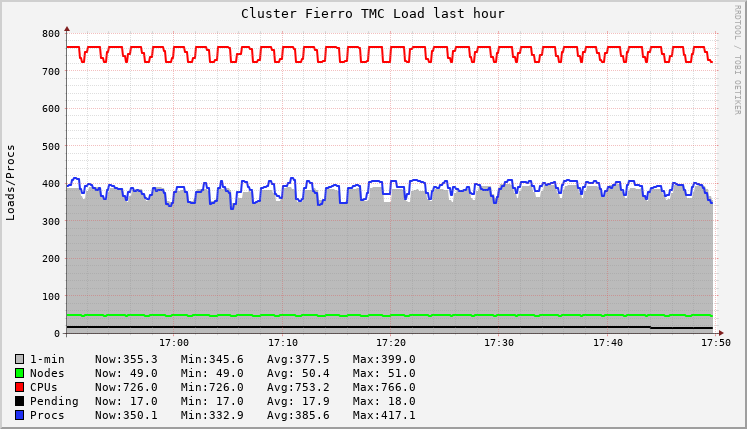 Cluster Fierro TMC Load last hour
RRDTOOL / TOBI OETIKER
Loads/Procs
800
700
600
500
400
300
200
100
0
17:00 17:10 17:20 17:30 17:40 17:50
1-min Now:355.3 Min:345.6 Avg:377.5 Max:399.0
Nodes Now: 49.0 Min: 49.0 Avg: 50.4 Max: 51.0
CPUs Now:726.0 Min:726.0 Avg:753.2 Max:766.0
Pending Now: 17.0 Min: 17.0 Avg: 17.9 Max: 18.0
Procs Now:350.1 Min:332.9 Avg:385.6 Max:417.1